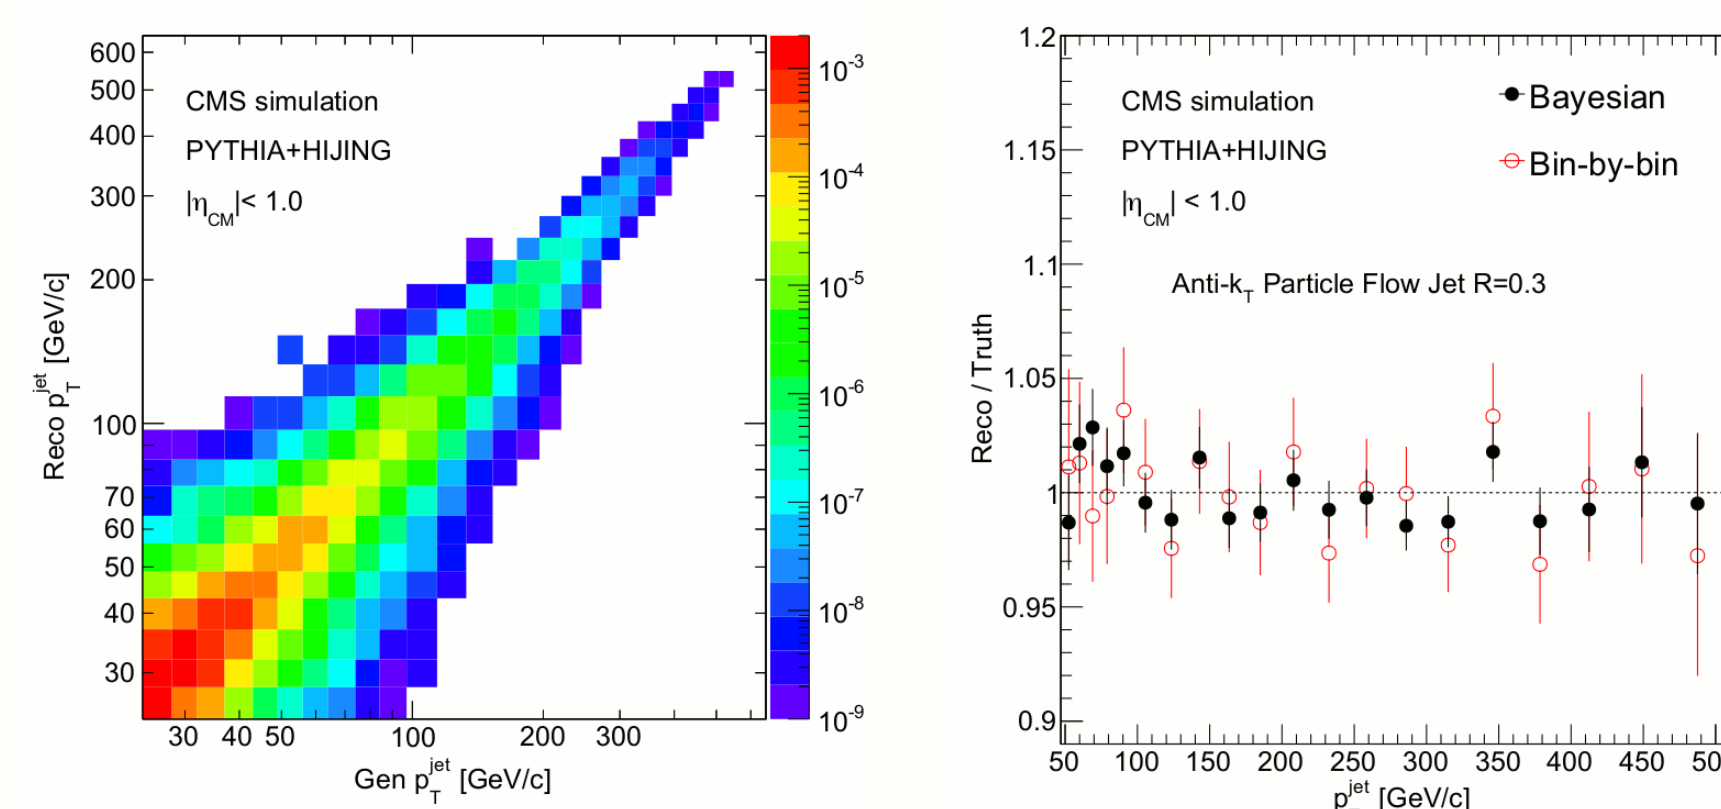 600
500
400
300
200
100
70
60
50
40
30
Reco p_T^jet [GeV/c]
CMS simulation
PYTHIA+HIJING
|η_CM|< 1.0
30 40 50 100 200 300
Gen p_T^jet [GeV/c]
10^-3
10^-4
10^-5
10^-6
10^-7
10^-8
10^-9
1.2
1.15
1.1
1.05
1
0.95
0.9
Reco / Truth
CMS simulation
PYTHIA+HIJING
|η_CM| < 1.0
Bayesian
Bin-by-bin
Anti-k_T Particle Flow Jet R=0.3
50 100 150 200 250 300 350 400 450 50
p_T^jet [GeV/c]